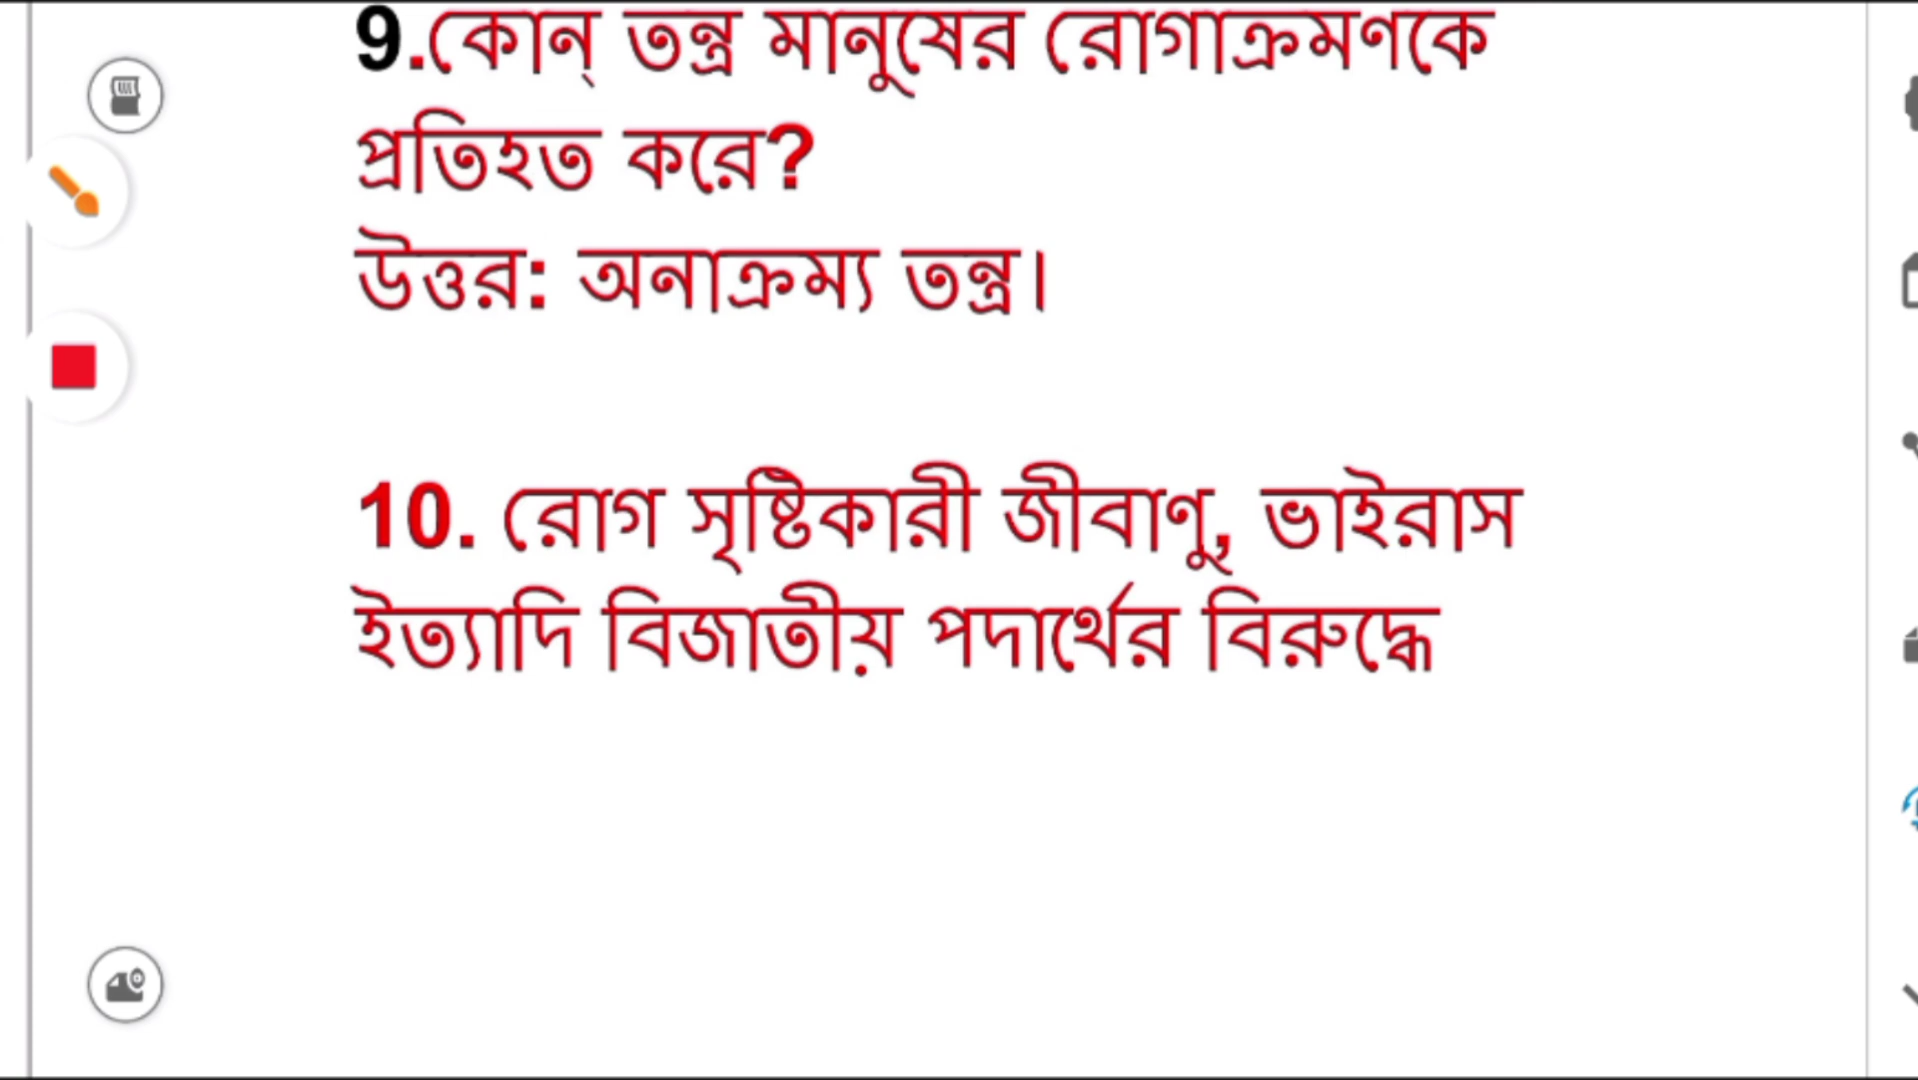 9.কোন্ তন্ত্র মানুষের রোগাক্রমণকে
প্রতিহত করে?
উত্তর: অনাক্রম্য তন্ত্র।
10. রোগ সৃষ্টিকারী জীবাণু, ভাইরাস
ইত্যাদি বিজাতীয় পদার্থের বিরুদ্ধে